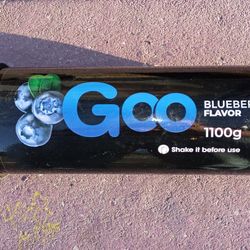 Goo
BLUEBE
FLAVOR
1100g
Shake it before use